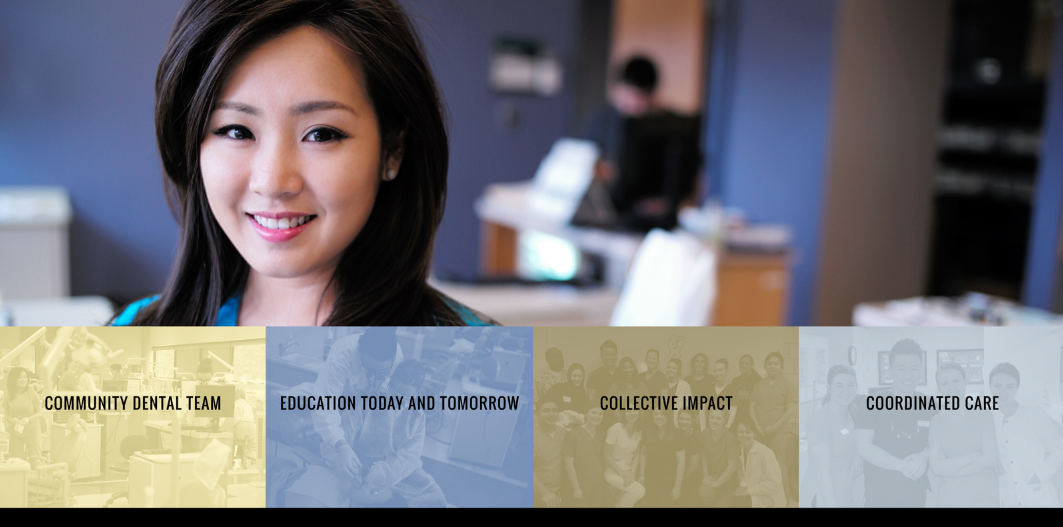 COMMUNITY DENTAL TEAM
EDUCATION TODAY AND TOMORROW
COLLECTIVE IMPACT
COORDINATED CARE